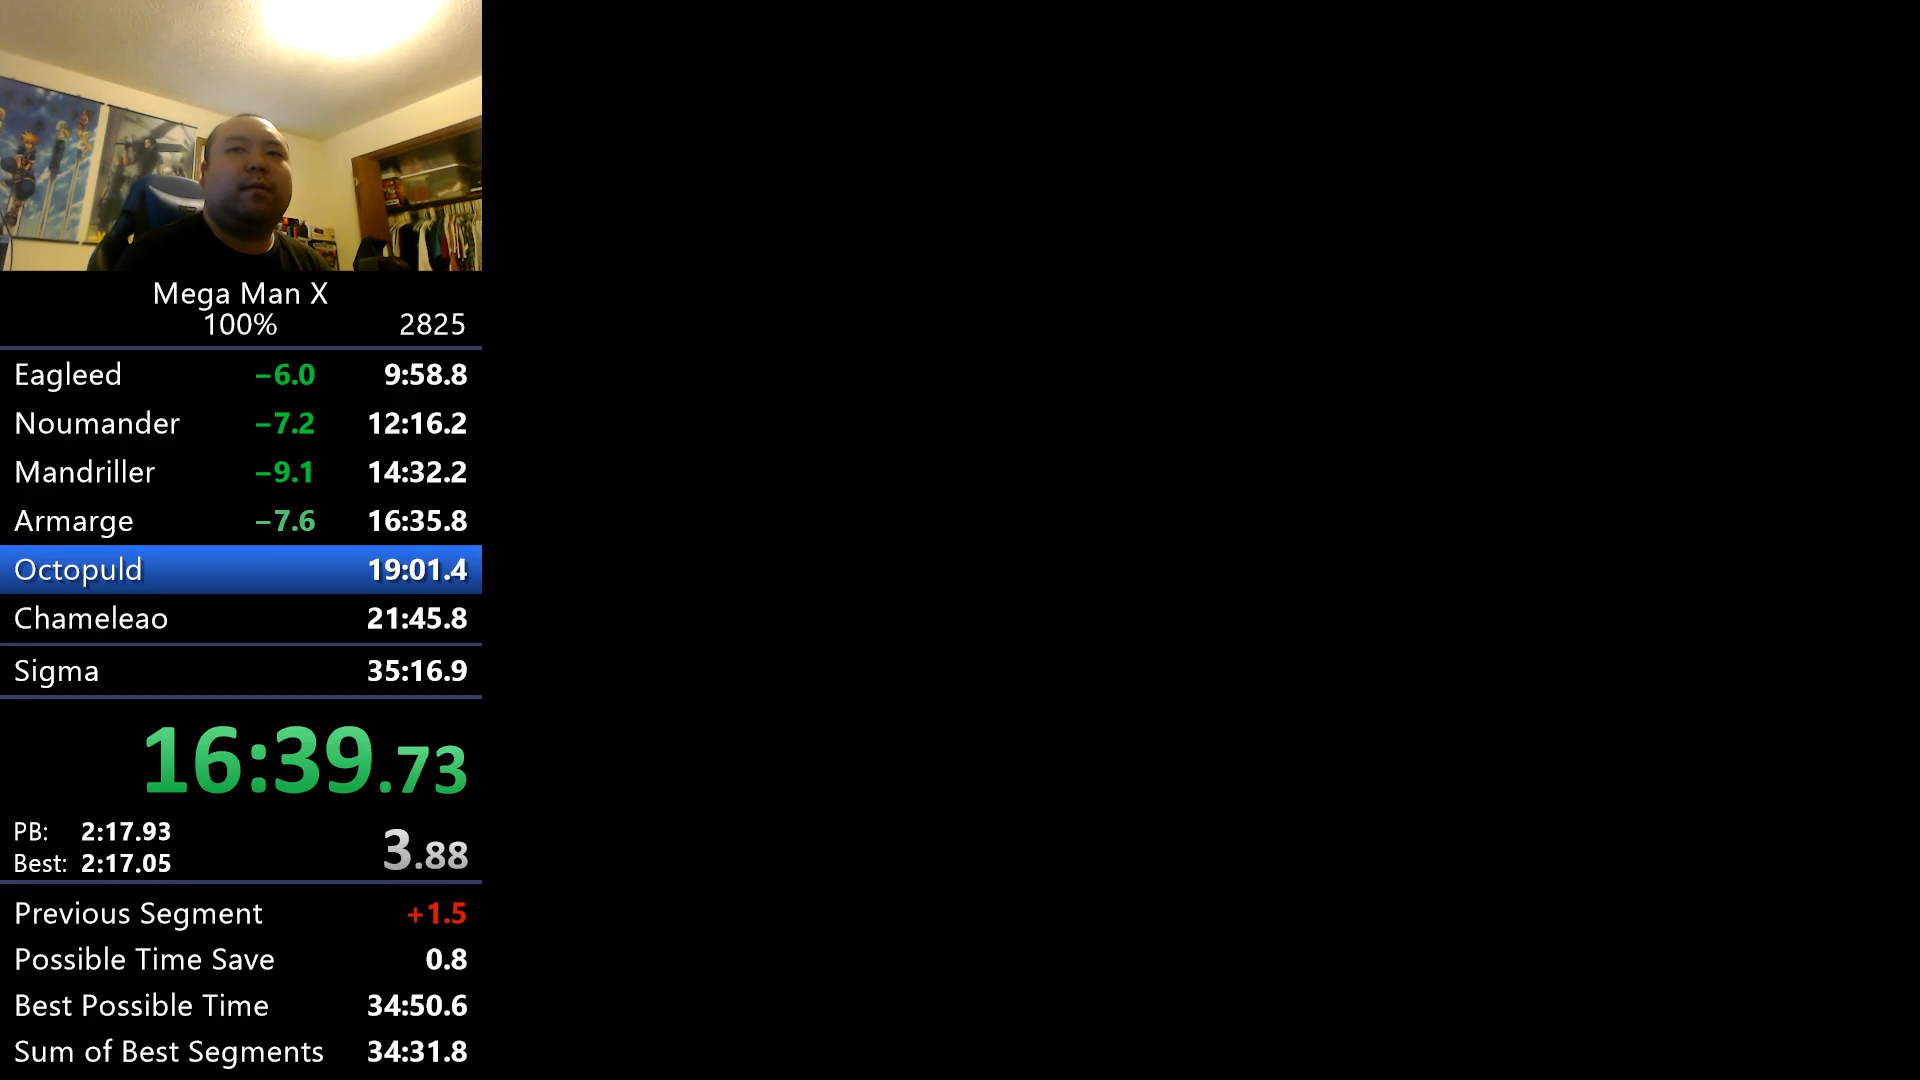 Mega Man X
100% 2825
Eagleed −6.0 9:58.8
Noumander −7.2 12:16.2
Mandriller −9.1 14:32.2
Armarge −7.6 16:35.8
Octopuld 19:01.4
Chameleao 21:45.8
Sigma 35:16.9
16:39.73
PB: 2:17.93
Best: 2:17.05
3.88
Previous Segment +1.5
Possible Time Save 0.8
Best Possible Time 34:50.6
Sum of Best Segments 34:31.8